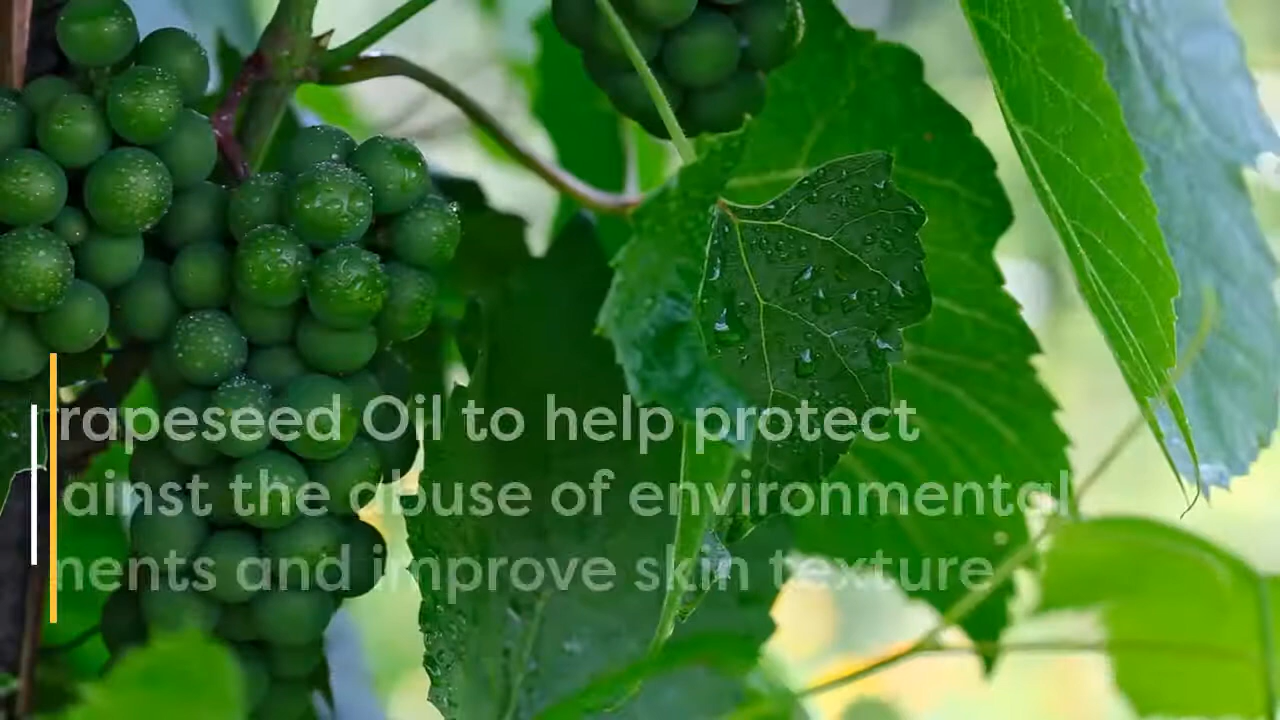 rapeseed Oil to help protect
ainst the abuse of environmental
ments and improve skin texture